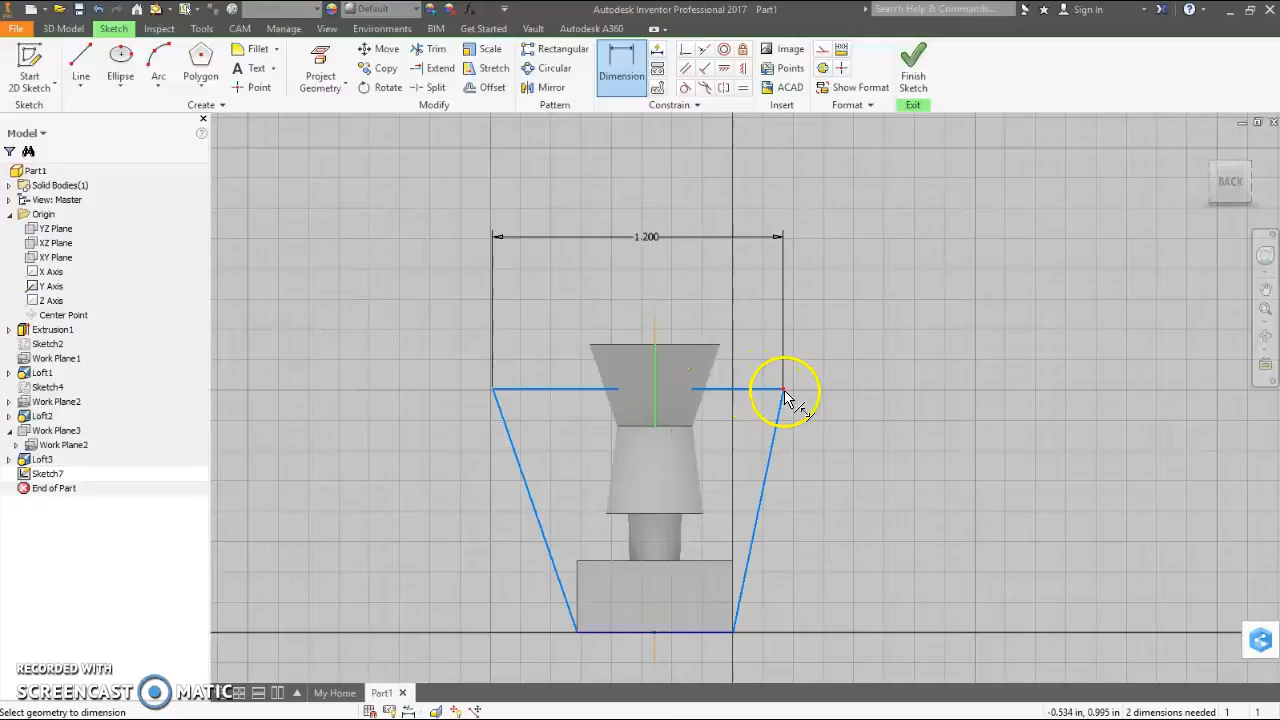 Default
Autodesk Inventor Professional 2017 Part1
Search Help & Commands...
Sign In
File 3D Model Sketch Inspect Tools CAM Manage View Environments BIM Get Started Vault Autodesk A360
Start
2D Sketch
Line
Ellipse
Arc
Polygon
Fillet
Text
Point
Project
Geometry
Move Trim Scale
Copy Extend Stretch
Rotate Split Offset
Rectangular
Circular
Mirror
Dimension
Image
Points
ACAD
Show Format
Finish
Sketch
Sketch Create Modify Pattern Constrain Insert Format Exit
Model
Part1
Solid Bodies(1)
View: Master
Origin
YZ Plane
XZ Plane
XY Plane
X Axis
Y Axis
Z Axis
Center Point
Extrusion1
Sketch2
Work Plane1
Loft1
Sketch4
Work Plane2
Loft2
Work Plane3
Work Plane2
Loft3
Sketch7
End of Part
1.200
BACK
RECORDED WITH
SCREENCAST MATIC
My Home Part1
Select geometry to dimension
-0.534 in, 0.995 in 2 dimensions needed 1 1